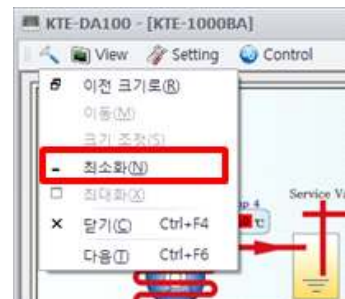 KTE-DA100 - [KTE-1000BA]
View Setting Control
이전 크기로(R)
이동(M)
크기 조정(S)
최소화(N)
최대화(X)
닫기(C) Ctrl+F4
다음(T) Ctrl+F6
Service Va